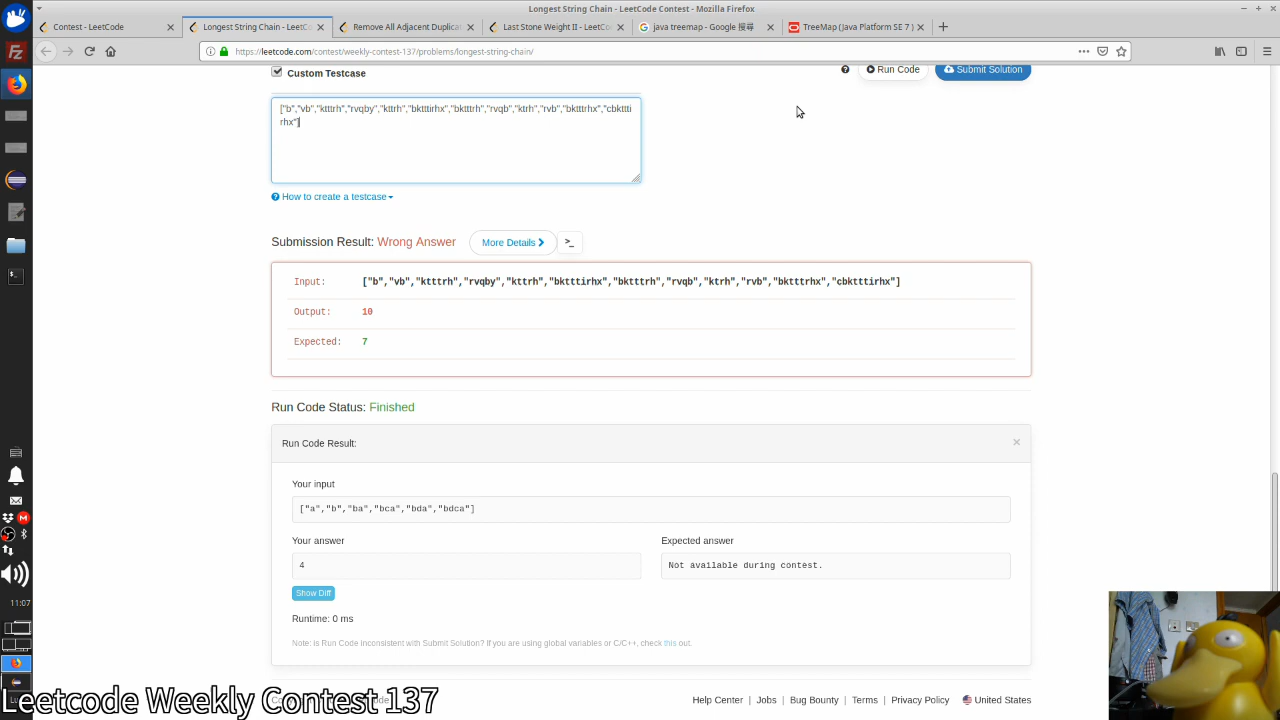 Longest String Chain - LeetCode Contest - Mozilla Firefox
Contest - LeetCode
Longest String Chain - LeetC
Remove All Adjacent Duplicat
Last Stone Weight II - LeetCo
java treemap - Google 搜尋
TreeMap (Java Platform SE 7 )
https://leetcode.com/contest/weekly-contest-137/problems/longest-string-chain/
Custom Testcase
Run Code
Submit Solution
["b","vb","ktttrh","rvqby","kttrh","bktttirhx","bktttrh","rvqb","ktrh","rvb","bktttrhx","cbkttti
rhx"]
How to create a testcase
Submission Result: Wrong Answer
More Details
>_
Input: ["b","vb","ktttrh","rvqby","kttrh","bktttirhx","bktttrh","rvqb","ktrh","rvb","bktttrhx","cbktttirhx"]
Output: 10
Expected: 7
Run Code Status: Finished
Run Code Result:
Your input
["a","b","ba","bca","bda","bdca"]
Your answer
Expected answer
4
Not available during contest.
Show Diff
Runtime: 0 ms
Note: Is Run Code inconsistent with Submit Solution? If you are using global variables or C/C++, check this out.
11:07
Help Center | Jobs | Bug Bounty | Terms | Privacy Policy | United States
Leetcode Weekly Contest 137